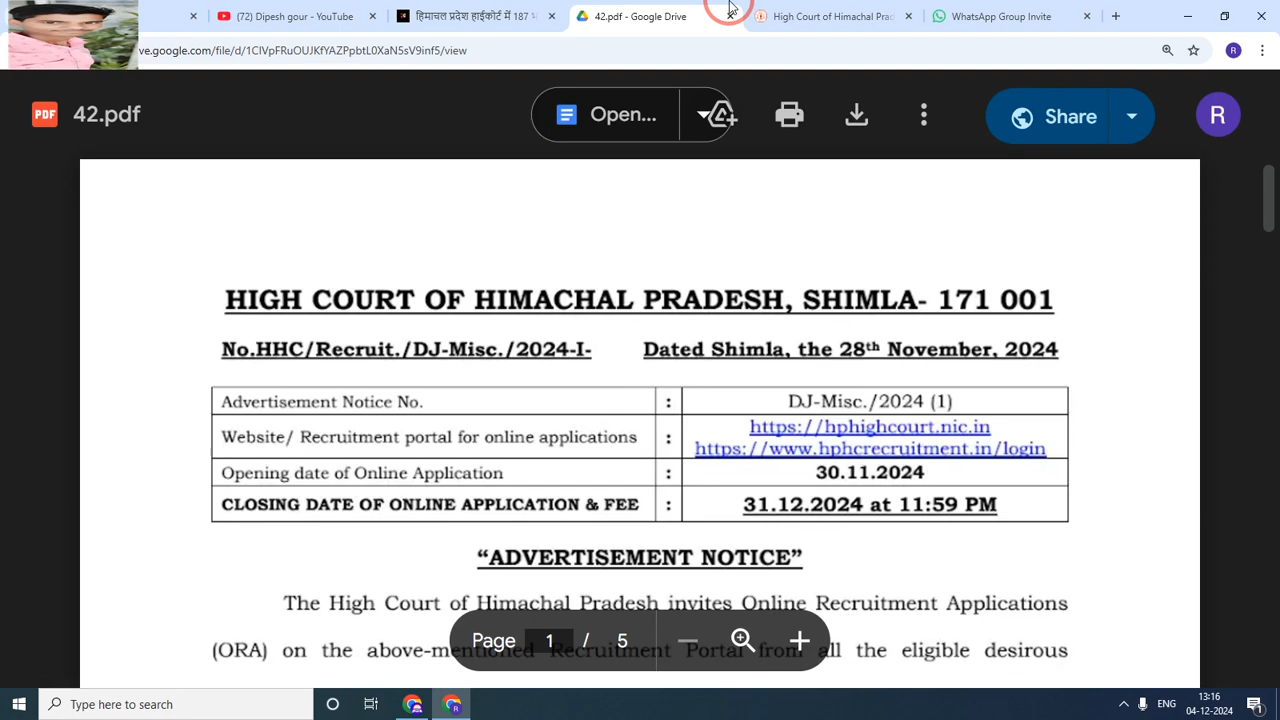 (72) Dipesh gour - YouTube
हिमाचल प्रदेश हाईकोर्ट में 187
42.pdf - Google Drive
High Court of Himachal Prad
WhatsApp Group Invite
ve.google.com/file/d/1CIVpFRuOUJKfYAZPpbtL0XaN5sV9inf5/view
R
PDF
42.pdf
Open...
Share
R
HIGH COURT OF HIMACHAL PRADESH, SHIMLA- 171 001
No.HHC/Recruit./DJ-Misc./2024-I-
Dated Shimla, the 28th November, 2024
Advertisement Notice No. : DJ-Misc./2024 (1)
Website/ Recruitment portal for online applications : https://hphighcourt.nic.in
https://www.hphcrecruitment.in/login
Opening date of Online Application : 30.11.2024
CLOSING DATE OF ONLINE APPLICATION & FEE : 31.12.2024 at 11:59 PM
“ADVERTISEMENT NOTICE”
The High Court of Himachal Pradesh invites Online Recruitment Applications
(ORA) on the above-mentioned Recruitment Portal from all the eligible desirous
Page 1 / 5
Type here to search
ENG
13:16
04-12-2024